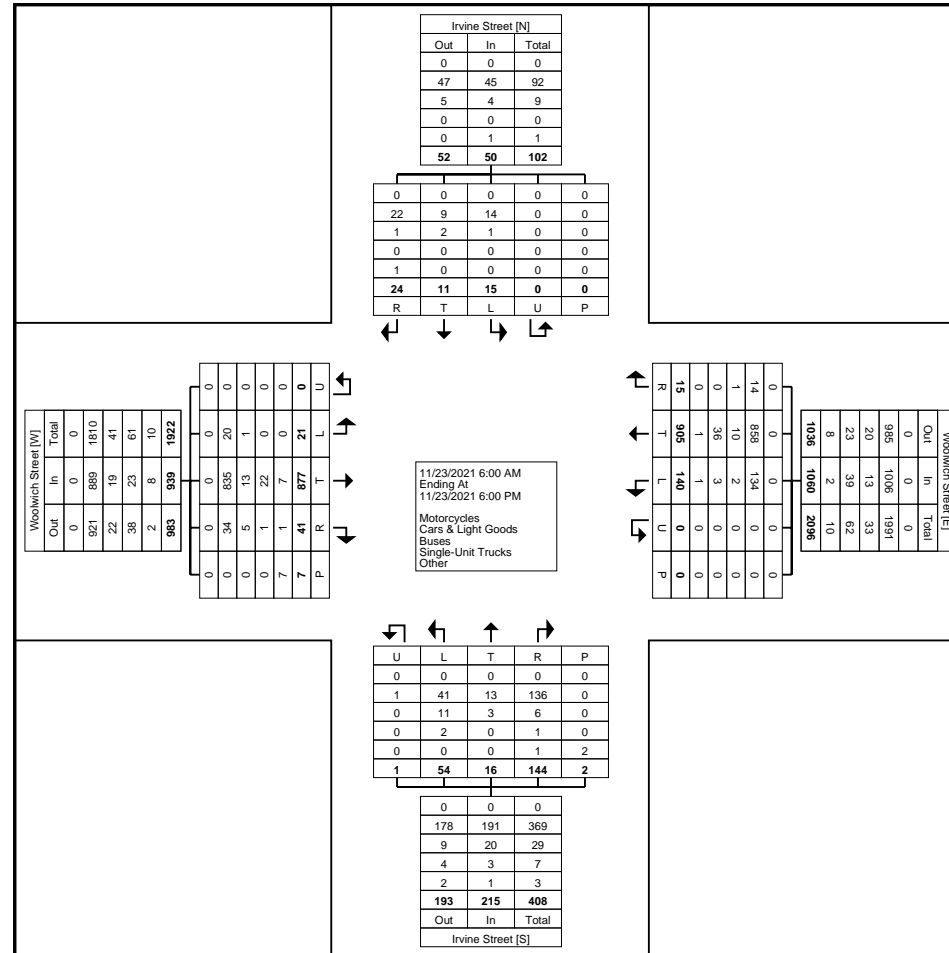 Irvine Street [N]
Out In Total
0 0 0
47 45 92
5 4 9
0 0 0
0 1 1
52 50 102
0 0 0 0 0
22 9 14 0 0
1 2 1 0 0
0 0 0 0 0
1 0 0 0 0
24 11 15 0 0
R T L U P
Woolwich Street [W]
Total 0 1810 41 61 10 1922
In 0 889 19 23 8 939
Out 0 921 22 38 2 983
0 0 0 0 0 0 U
0 20 1 0 0 21 L
0 835 13 22 7 877 T
0 34 5 1 1 41 R
0 0 0 0 7 7 P
11/23/2021 6:00 AM
Ending At
11/23/2021 6:00 PM
Motorcycles
Cars & Light Goods
Buses
Single-Unit Trucks
Other
R 15 0 0 1 14 0
T 905 1 36 10 858 0
L 140 1 3 2 134 0
U 0 0 0 0 0 0
P 0 0 0 0 0 0
1036 8 23 20 985 0 Out
1060 2 39 13 1006 0 In
2096 10 62 33 1991 0 Total
Woolwich Street [E]
U L T R P
0 0 0 0 0
1 41 13 136 0
0 11 3 6 0
0 2 0 1 0
0 0 0 1 2
1 54 16 144 2
0 0 0
178 191 369
9 20 29
4 3 7
2 1 3
193 215 408
Out In Total
Irvine Street [S]